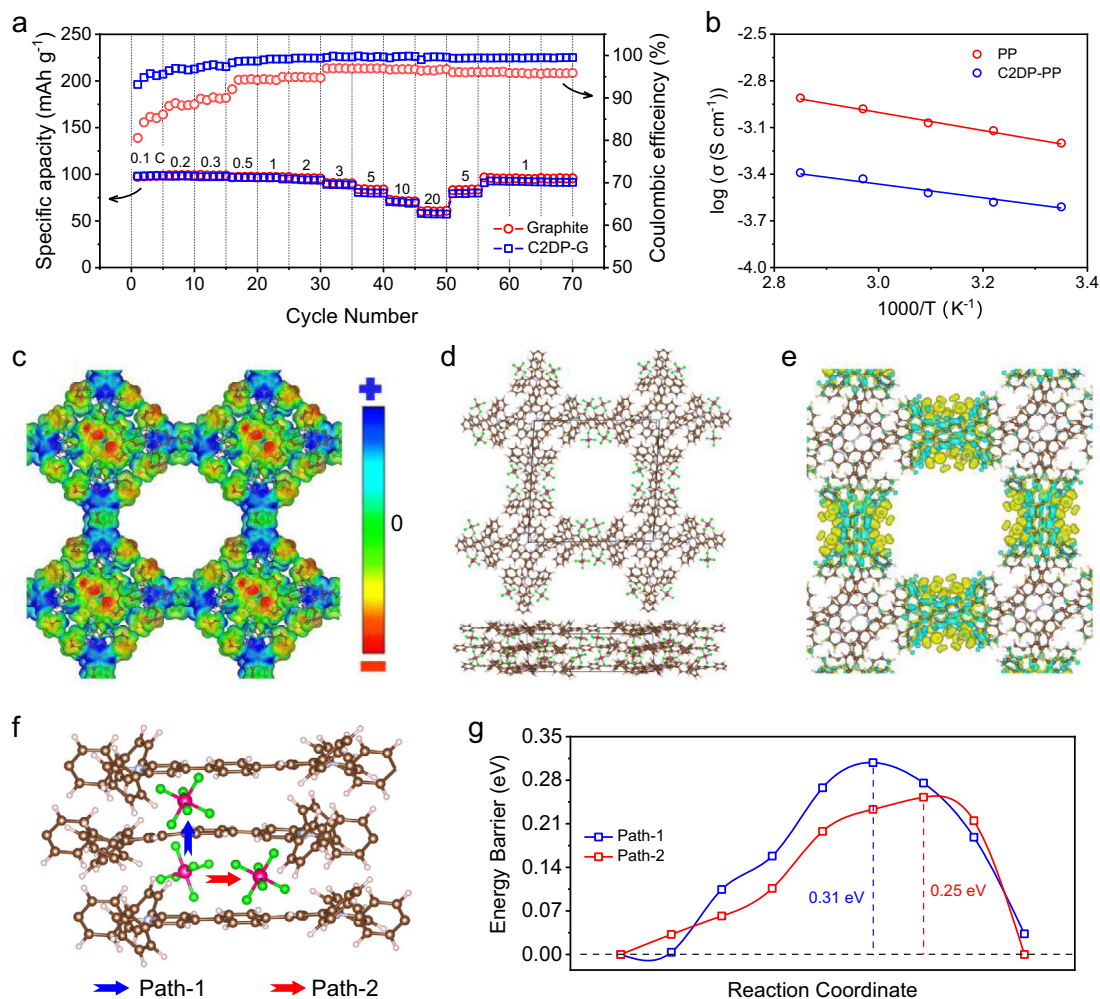 a
250
200
150
100
50
0
Specific apacity (mAh g⁻¹)
0.1 C 0.2 0.3 0.5 1 2 3 5 10 20 5 1
Graphite
C2DP-G
100
90
80
70
60
50
Coulombic efficeincy (%)
0 10 20 30 40 50 60 70
Cycle Number
b
-2.5
-2.9
-3.3
-3.7
-4.0
log (σ (S cm⁻¹))
PP
C2DP-PP
2.8 3.0 3.2 3.4
1000/T (K⁻¹)
c
+
0
−
d
e
f
Path-1 Path-2
g
0.35
0.28
0.21
0.14
0.07
0.00
Energy Barrier (eV)
Path-1
Path-2
0.31 eV
0.25 eV
Reaction Coordinate